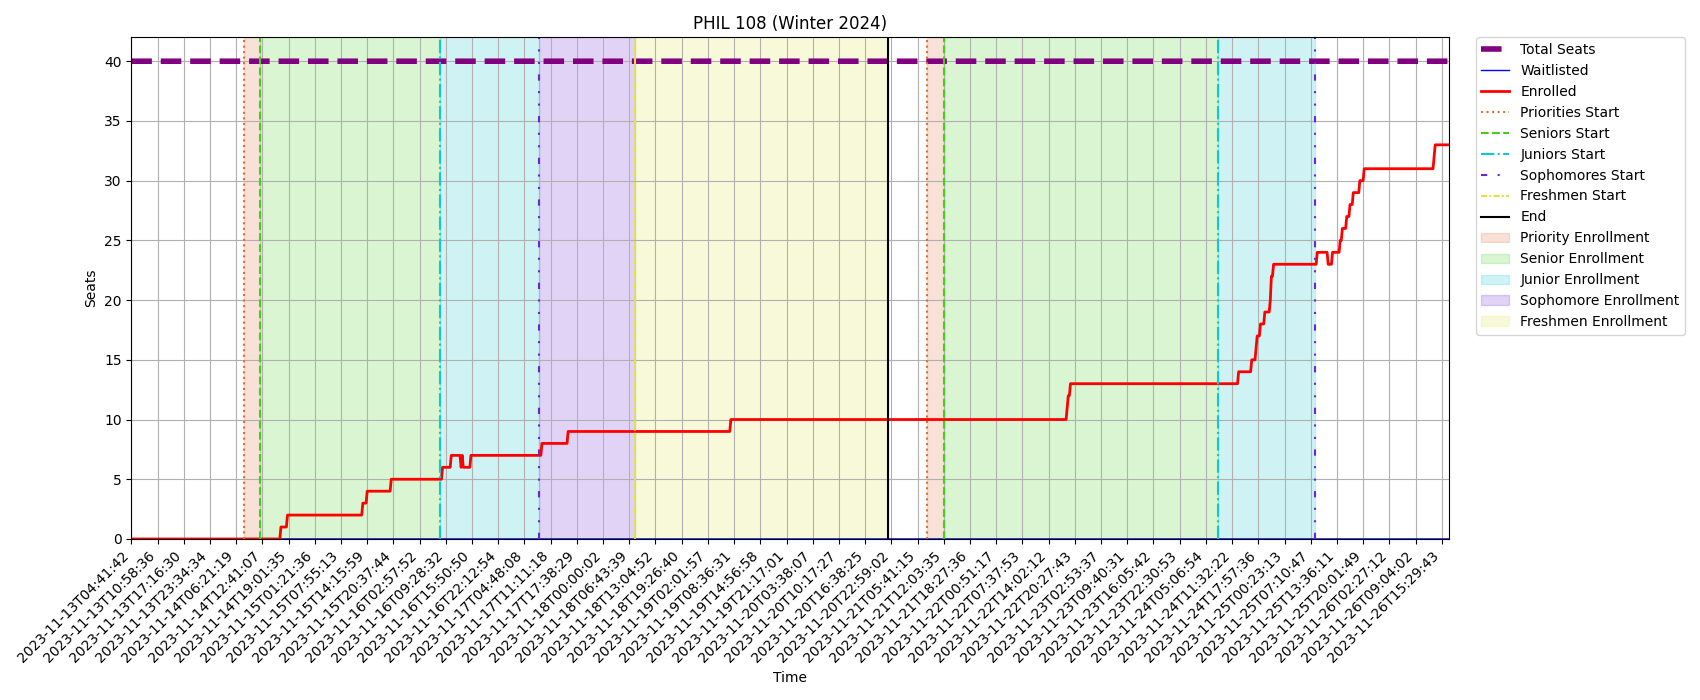 PHIL 108 (Winter 2024)
Seats
40
35
30
25
20
15
10
5
0
2023-11-13T04:41:42
2023-11-13T10:58:36
2023-11-13T17:16:30
2023-11-13T23:34:34
2023-11-14T06:21:19
2023-11-14T12:41:07
2023-11-14T19:01:35
2023-11-15T01:21:36
2023-11-15T07:55:13
2023-11-15T14:15:59
2023-11-15T20:37:44
2023-11-16T02:57:52
2023-11-16T09:28:32
2023-11-16T15:50:50
2023-11-16T22:12:54
2023-11-17T04:48:08
2023-11-17T11:11:18
2023-11-17T17:38:29
2023-11-18T00:00:02
2023-11-18T06:43:39
2023-11-18T13:04:52
2023-11-18T19:26:40
2023-11-19T02:01:57
2023-11-19T08:36:31
2023-11-19T14:56:58
2023-11-19T21:17:01
2023-11-20T03:38:07
2023-11-20T10:17:27
2023-11-20T16:38:25
2023-11-20T22:59:02
2023-11-21T05:41:15
2023-11-21T12:03:35
2023-11-21T18:27:36
2023-11-22T00:51:17
2023-11-22T07:37:53
2023-11-22T14:02:12
2023-11-22T20:27:43
2023-11-23T02:53:37
2023-11-23T09:40:31
2023-11-23T16:05:42
2023-11-23T22:30:53
2023-11-24T05:06:54
2023-11-24T11:32:22
2023-11-24T17:57:36
2023-11-25T00:23:13
2023-11-25T07:10:47
2023-11-25T13:36:11
2023-11-25T20:01:49
2023-11-26T02:27:12
2023-11-26T09:04:02
2023-11-26T15:29:43
Time
Total Seats
Waitlisted
Enrolled
Priorities Start
Seniors Start
Juniors Start
Sophomores Start
Freshmen Start
End
Priority Enrollment
Senior Enrollment
Junior Enrollment
Sophomore Enrollment
Freshmen Enrollment